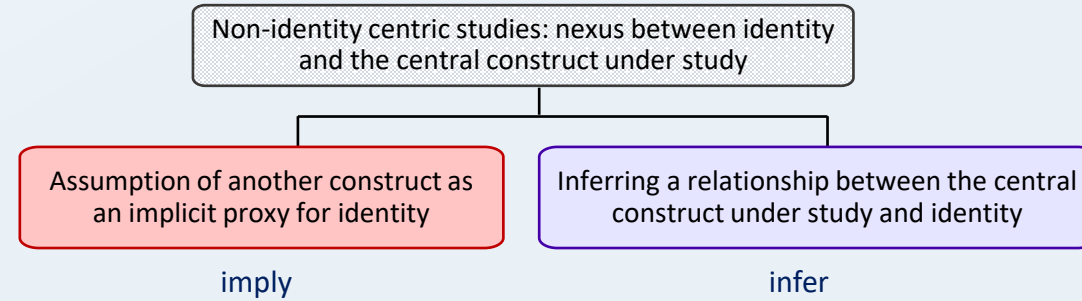 Non-identity centric studies: nexus between identity
and the central construct under study
Assumption of another construct as
an implicit proxy for identity
Inferring a relationship between the central
construct under study and identity
imply
infer